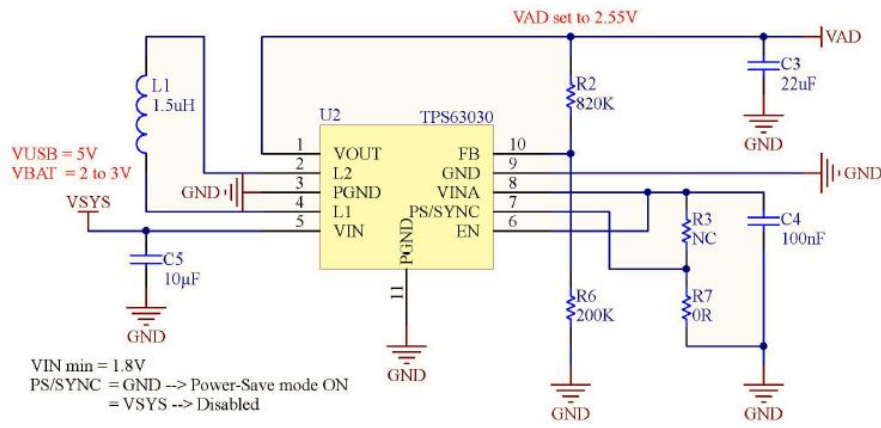 VAD set to 2.55V
VAD
L1
1.5uH
R2
820K
C3
22uF
GND
U2
TPS63030
VUSB = 5V
VBAT = 2 to 3V
VSYS
1
VOUT
FB
10
2
L2
GND
9
GND
GND
3
PGND
VINA
8
4
L1
PS/SYNC
7
5
VIN
EN
6
PGND
11
R3
NC
C4
100nF
C5
10µF
R6
200K
R7
0R
GND
GND
GND
GND
VIN min = 1.8V
PS/SYNC = GND --> Power-Save mode ON
= VSYS --> Disabled